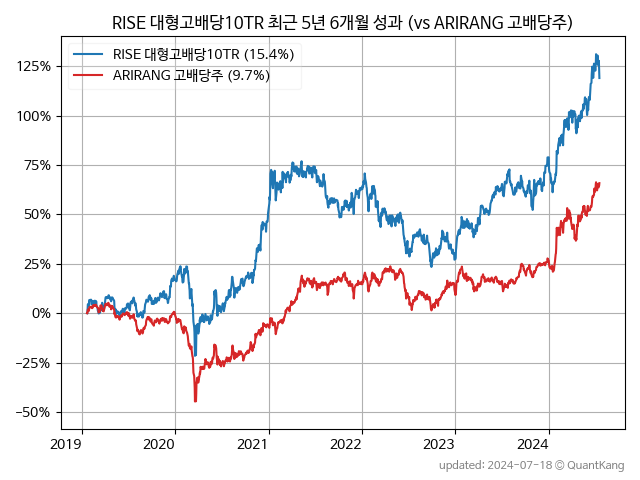 RISE 대형고배당10TR 최근 5년 6개월 성과 (vs ARIRANG 고배당주)
RISE 대형고배당10TR (15.4%)
ARIRANG 고배당주 (9.7%)
125%
100%
75%
50%
25%
0%
−25%
−50%
2019 2020 2021 2022 2023 2024
updated: 2024-07-18 © QuantKang